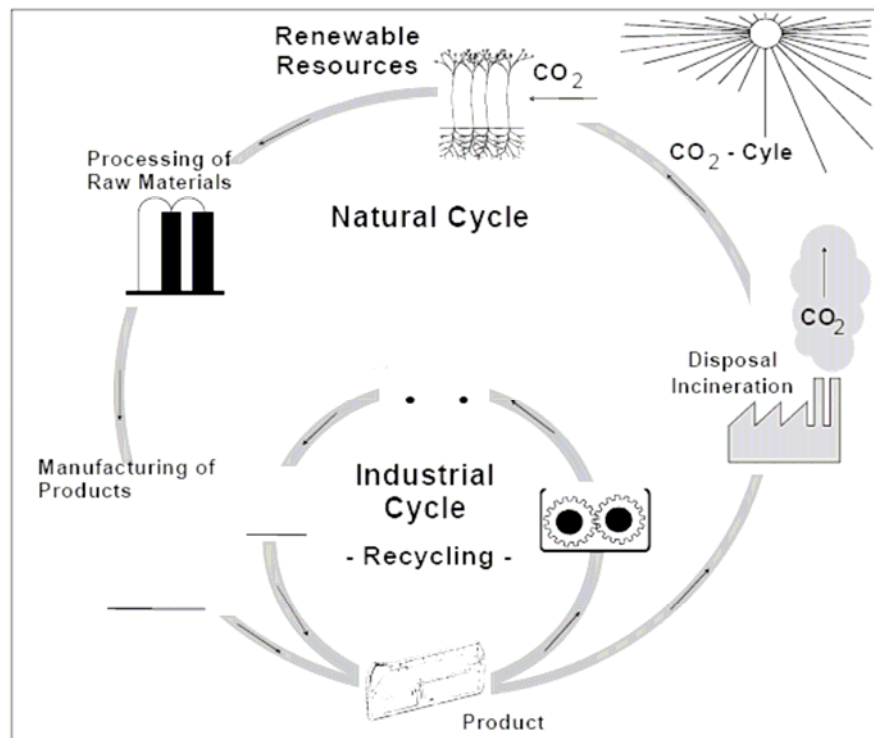 Renewable
Resources
CO2
CO2 - Cyle
Processing of
Raw Materials
Natural Cycle
CO2
Disposal
Incineration
Manufacturing of
Products
Industrial
Cycle
- Recycling -
Product